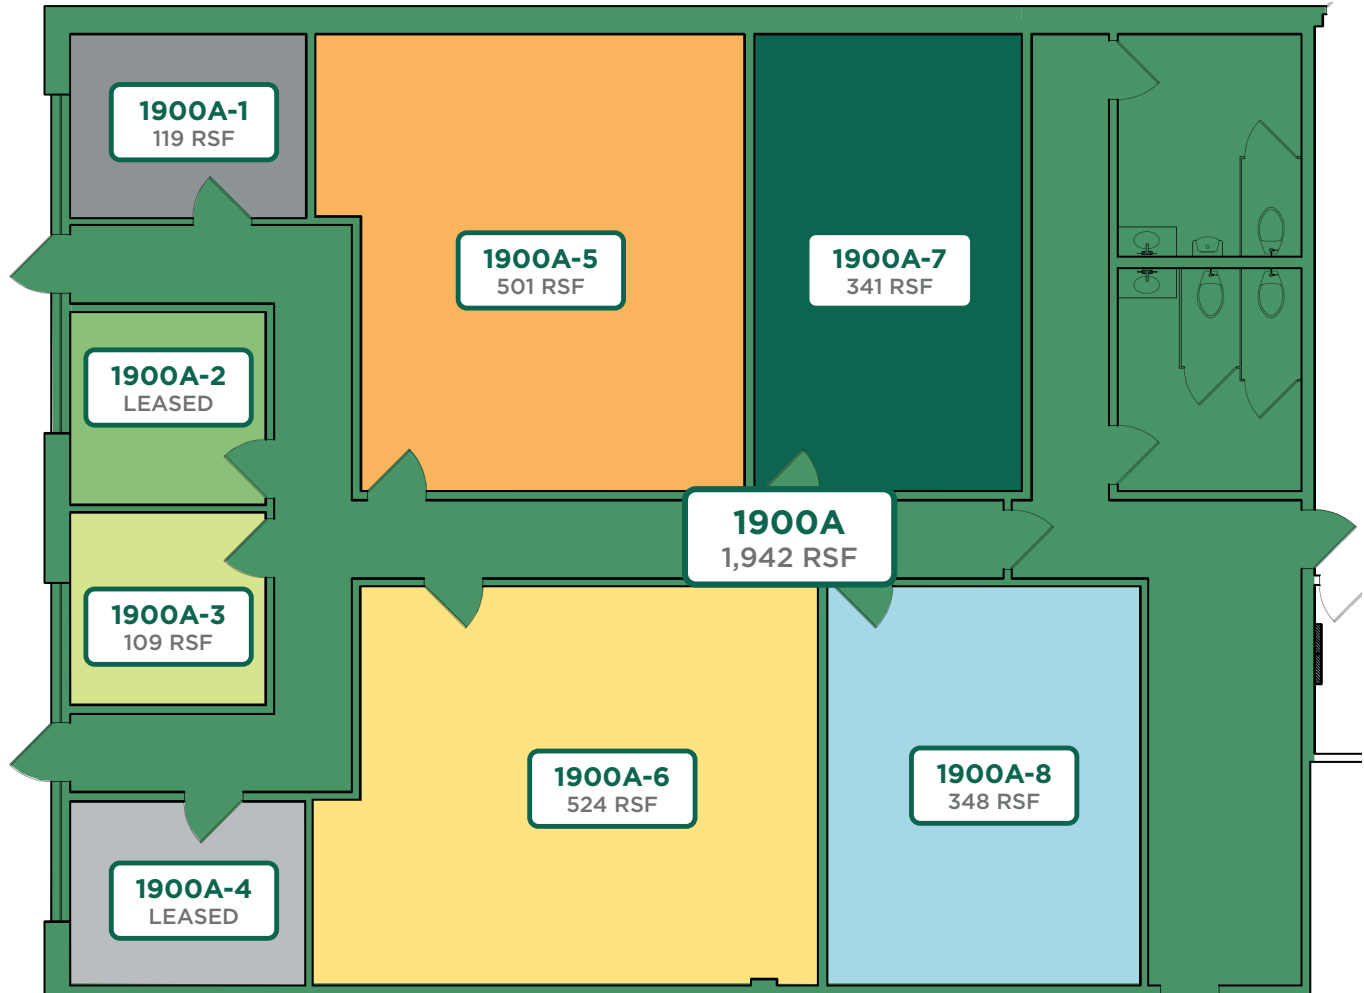 1900A-1
119 RSF
1900A-5
501 RSF
1900A-7
341 RSF
1900A-2
LEASED
1900A
1,942 RSF
1900A-3
109 RSF
1900A-6
524 RSF
1900A-8
348 RSF
1900A-4
LEASED